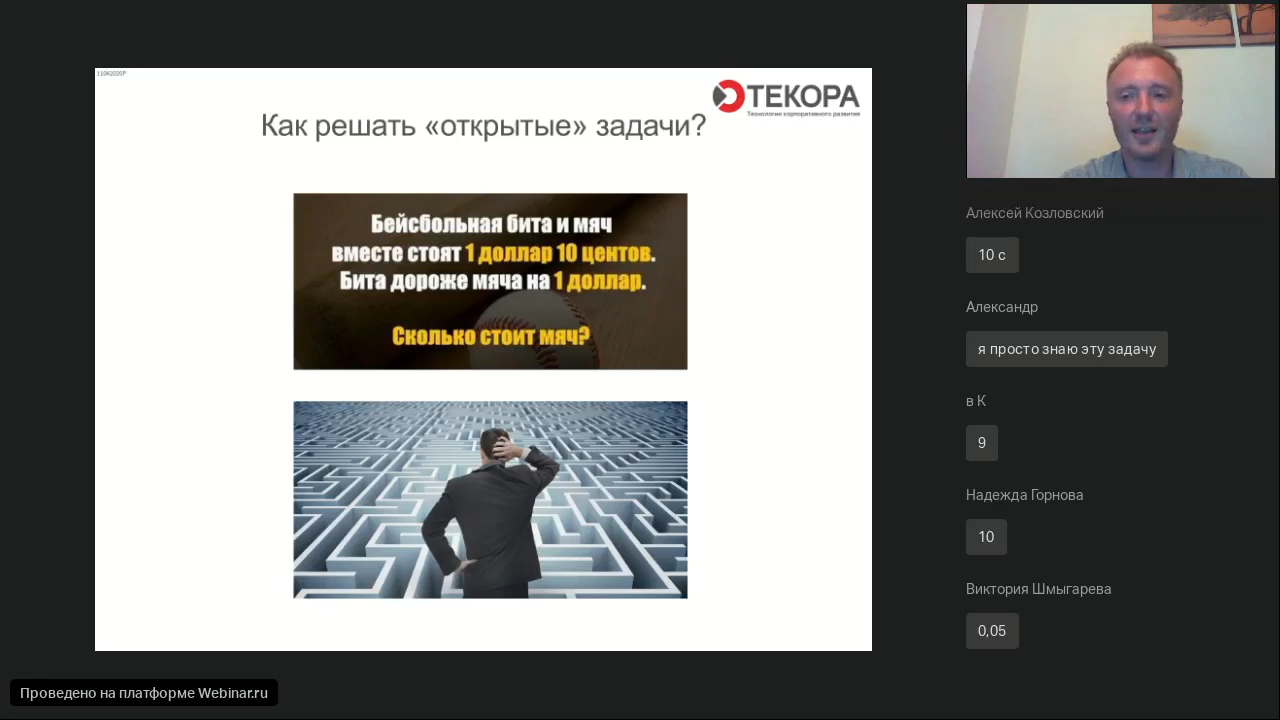 11042020Р
ТЕКОРА
Технологии корпоративного развития
Как решать «открытые» задачи?
Бейсбольная бита и мяч
вместе стоят 1 доллар 10 центов.
Бита дороже мяча на 1 доллар.
Сколько стоит мяч?
Алексей Козловский
10 с
Александр
я просто знаю эту задачу
в К
9
Надежда Горнова
10
Виктория Шмыгарева
0,05
Проведено на платформе Webinar.ru